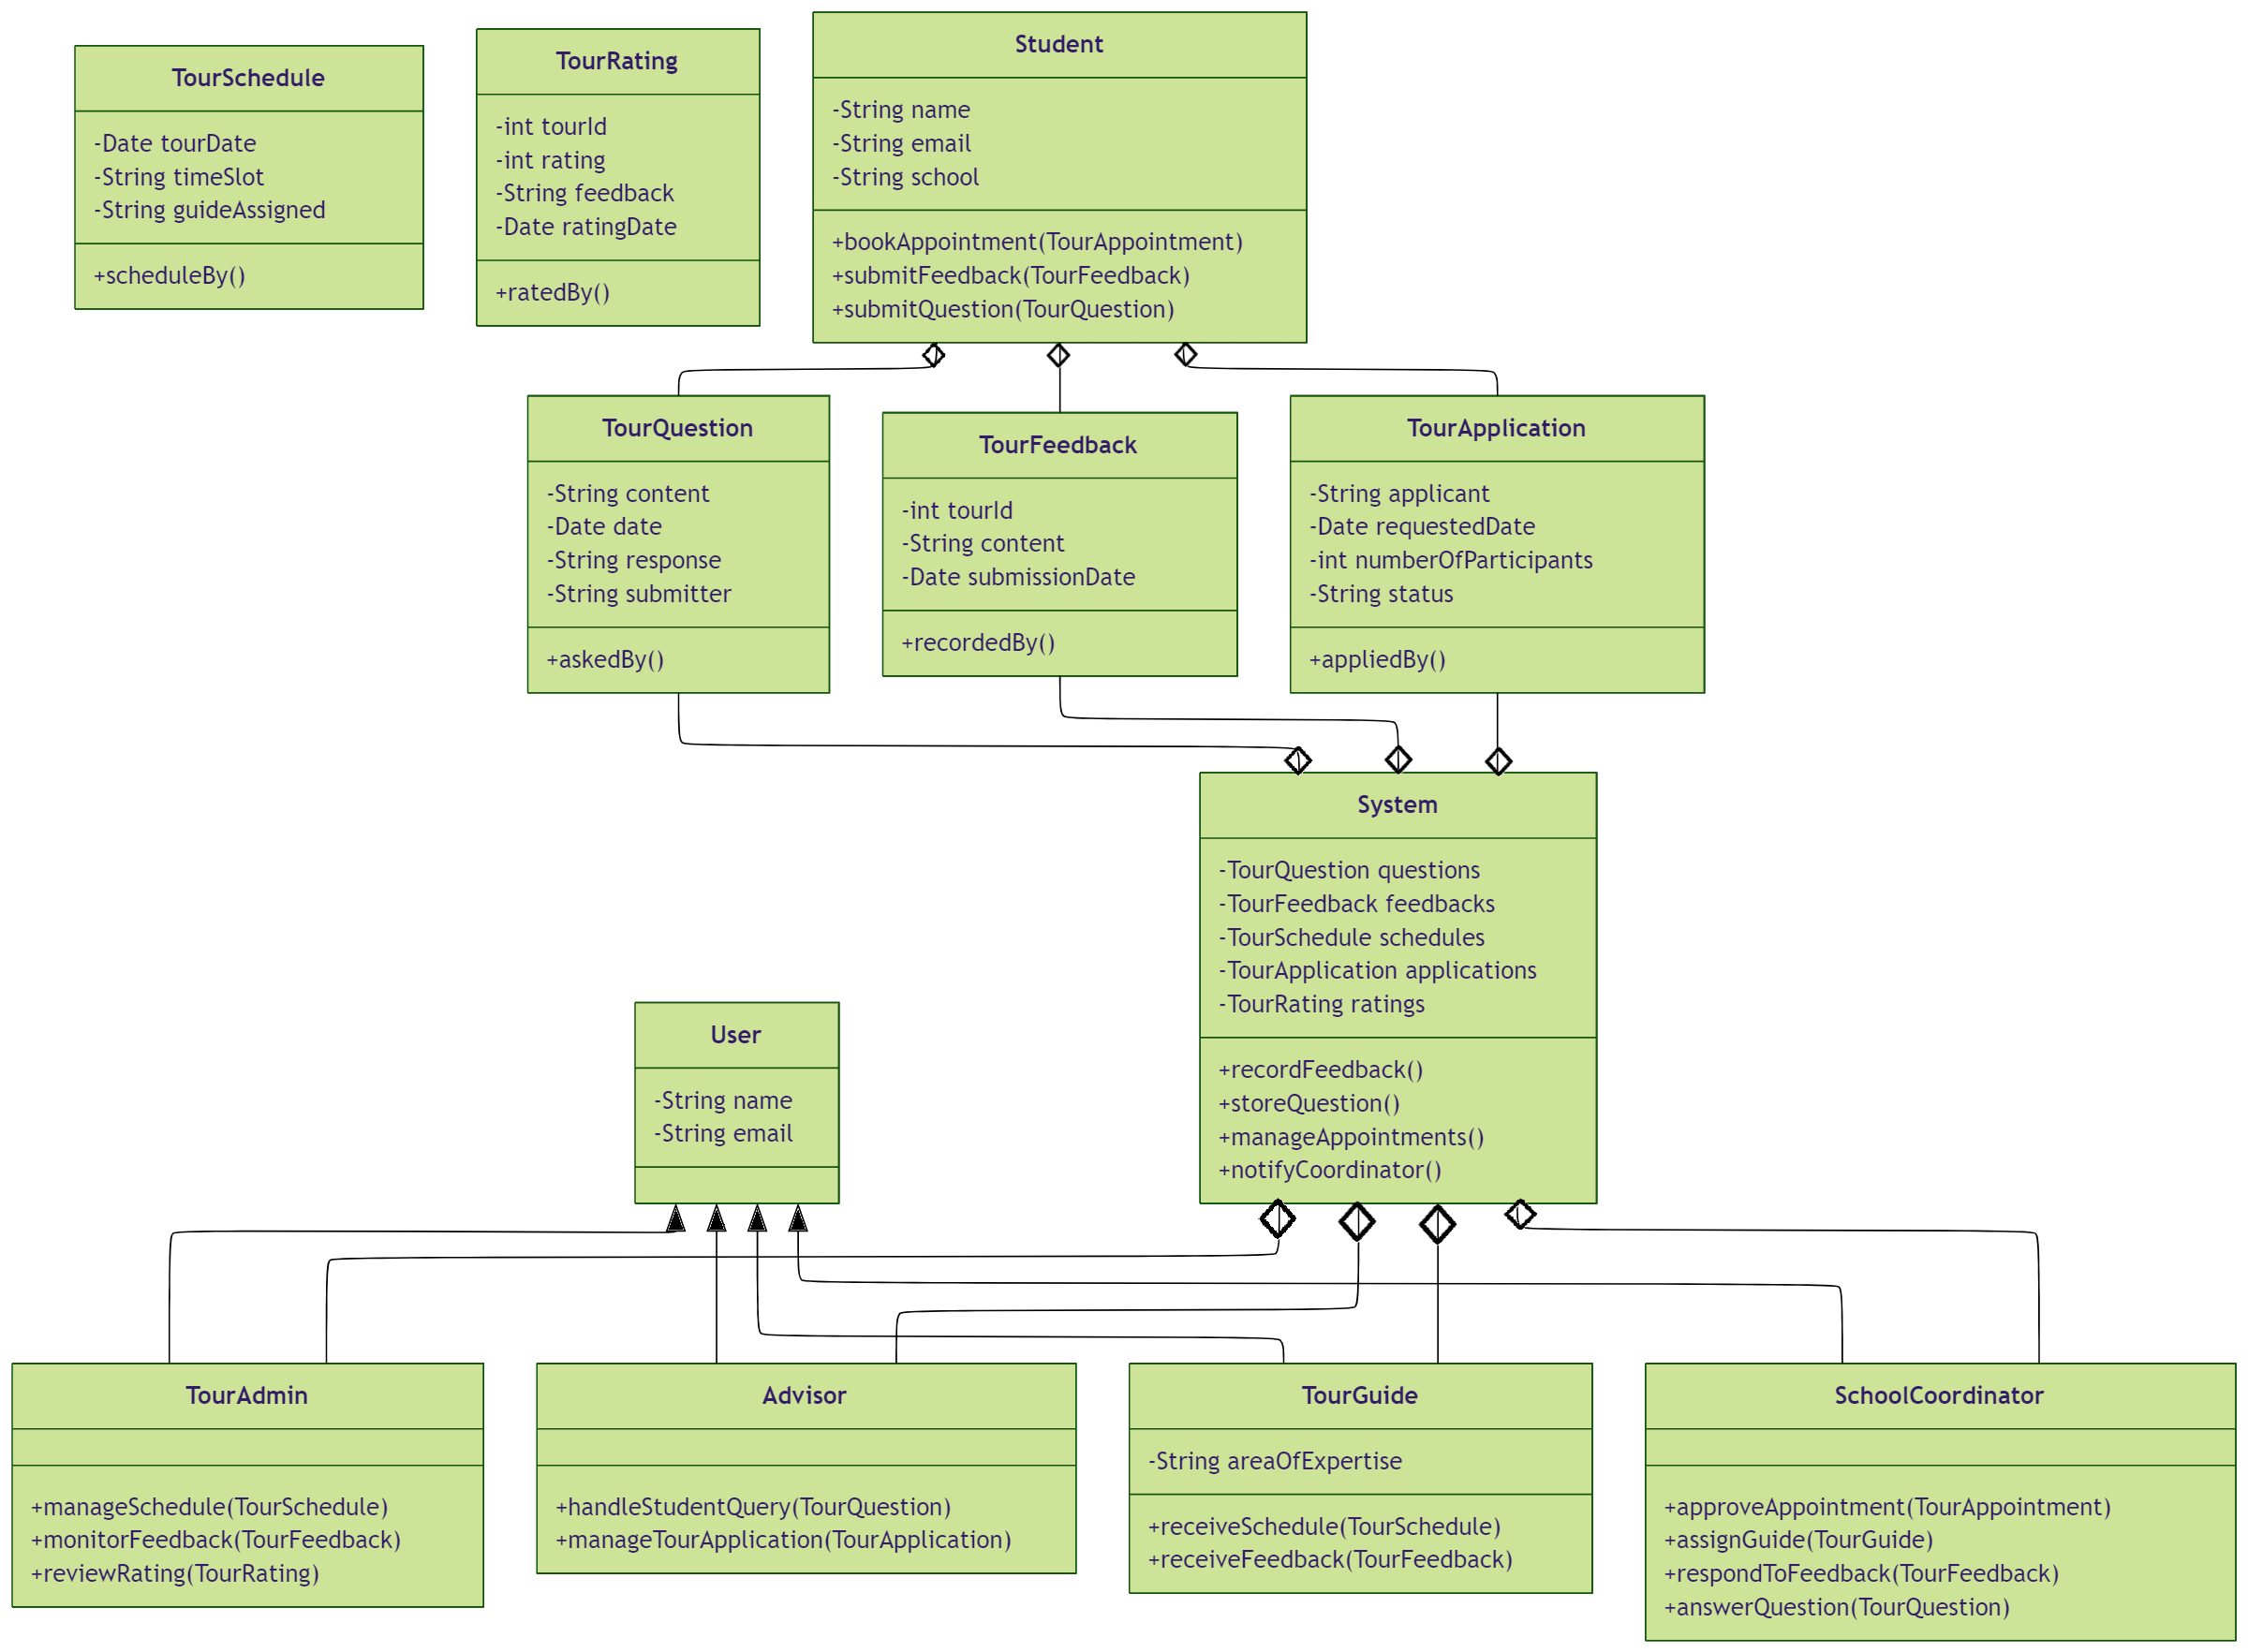 TourSchedule
-Date tourDate
-String timeSlot
-String guideAssigned
+scheduleBy()
TourRating
-int tourId
-int rating
-String feedback
-Date ratingDate
+ratedBy()
Student
-String name
-String email
-String school
+bookAppointment(TourAppointment)
+submitFeedback(TourFeedback)
+submitQuestion(TourQuestion)
TourQuestion
-String content
-Date date
-String response
-String submitter
+askedBy()
TourFeedback
-int tourId
-String content
-Date submissionDate
+recordedBy()
TourApplication
-String applicant
-Date requestedDate
-int numberOfParticipants
-String status
+appliedBy()
System
-TourQuestion questions
-TourFeedback feedbacks
-TourSchedule schedules
-TourApplication applications
-TourRating ratings
+recordFeedback()
+storeQuestion()
+manageAppointments()
+notifyCoordinator()
User
-String name
-String email
TourAdmin
+manageSchedule(TourSchedule)
+monitorFeedback(TourFeedback)
+reviewRating(TourRating)
Advisor
+handleStudentQuery(TourQuestion)
+manageTourApplication(TourApplication)
TourGuide
-String areaOfExpertise
+receiveSchedule(TourSchedule)
+receiveFeedback(TourFeedback)
SchoolCoordinator
+approveAppointment(TourAppointment)
+assignGuide(TourGuide)
+respondToFeedback(TourFeedback)
+answerQuestion(TourQuestion)